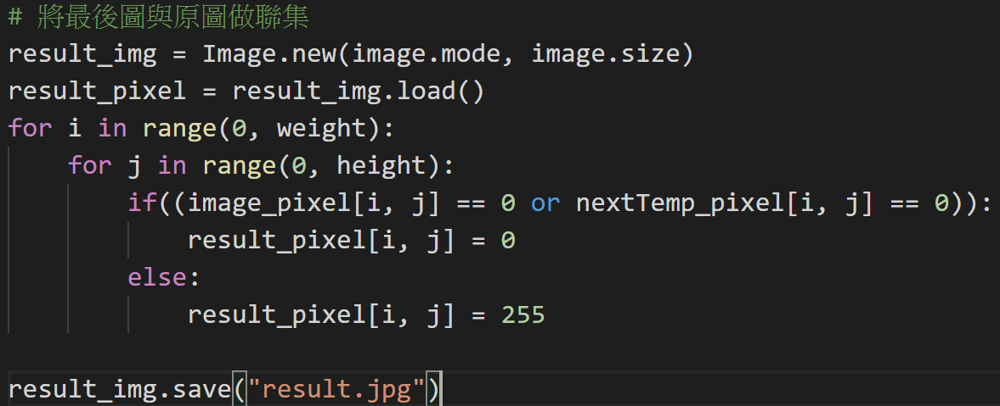 # 將最後圖與原圖做聯集
result_img = Image.new(image.mode, image.size)
result_pixel = result_img.load()
for i in range(0, weight):
    for j in range(0, height):
        if((image_pixel[i, j] == 0 or nextTemp_pixel[i, j] == 0)):
            result_pixel[i, j] = 0
        else:
            result_pixel[i, j] = 255

result_img.save("result.jpg")